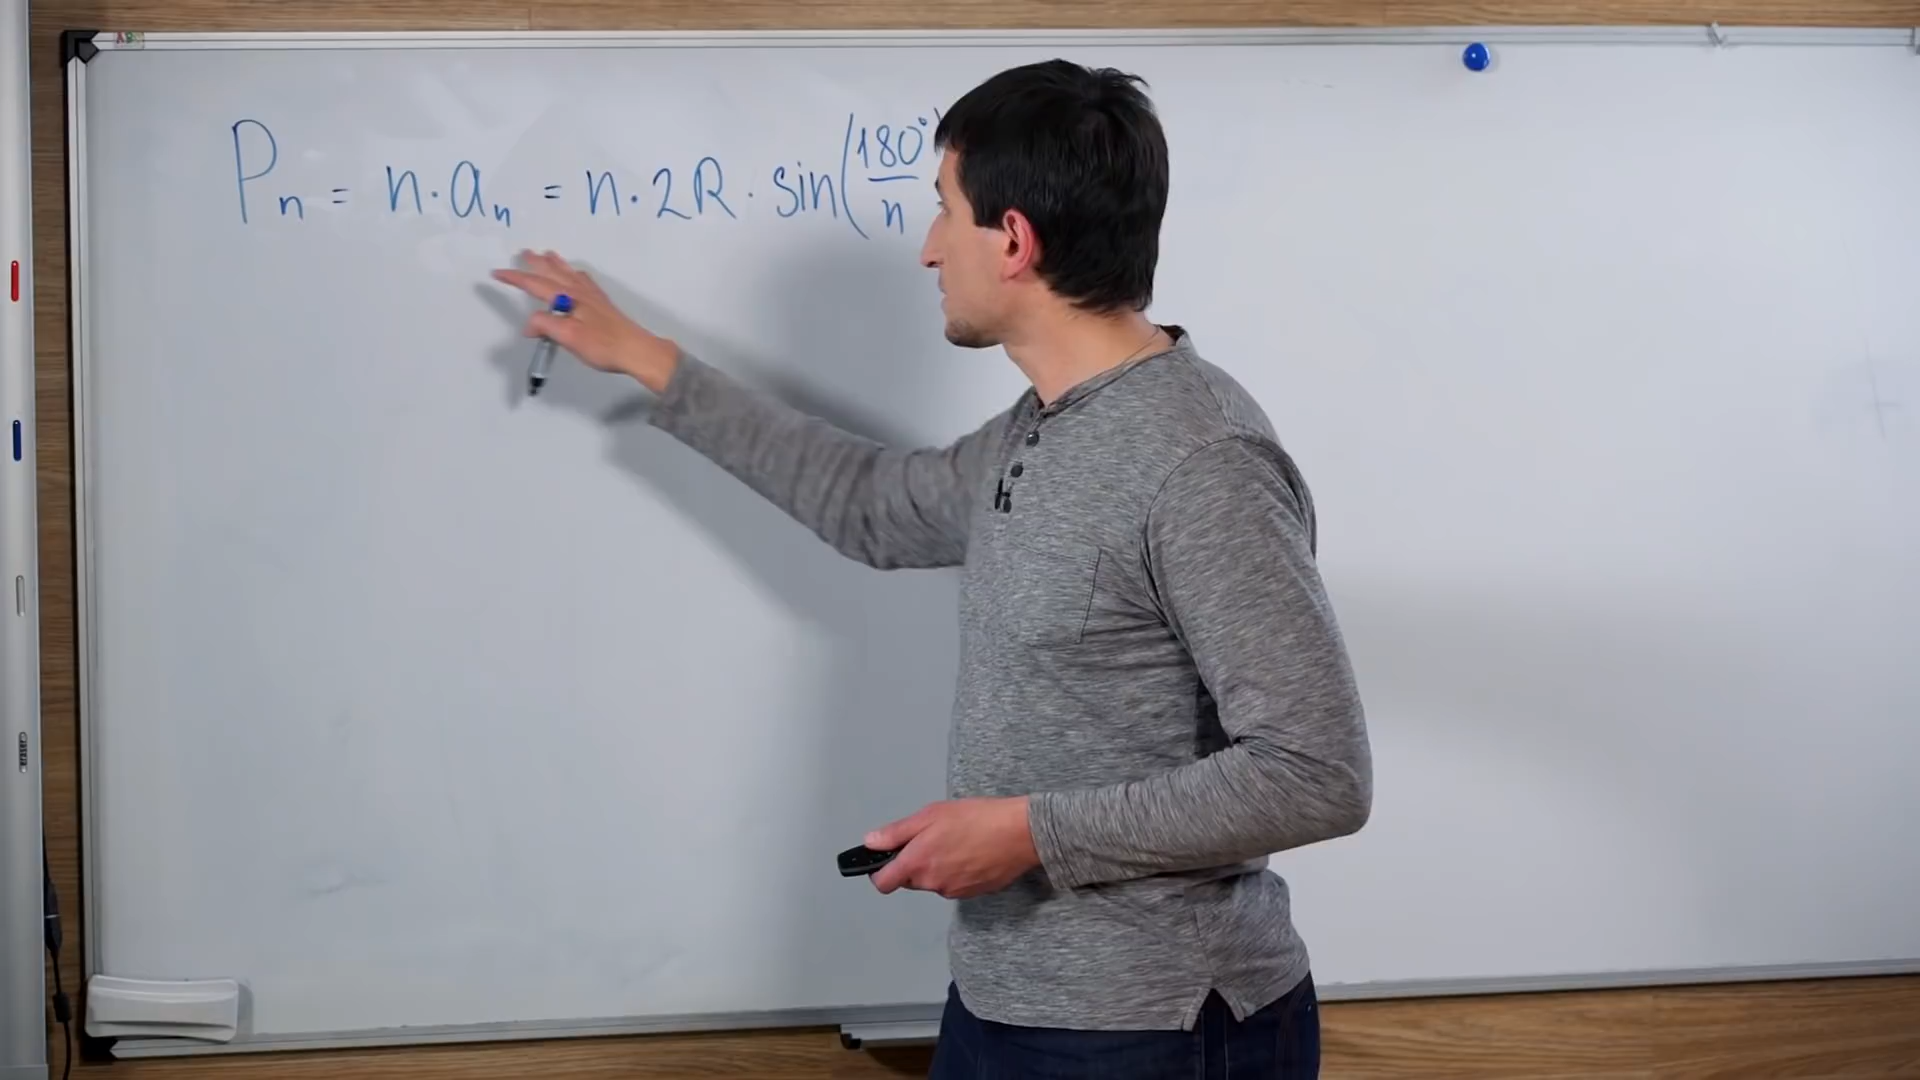 Pₙ = n·aₙ = n·2R·sin(180°/n)